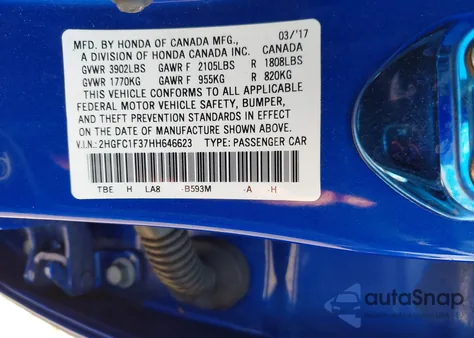 MFD. BY HONDA OF CANADA MFG., 03/'17
A DIVISION OF HONDA CANADA INC. CANADA
GVWR 3902LBS GAWR F 2105LBS R 1808LBS
GVWR 1770KG GAWR F 955KG R 820KG
THIS VEHICLE CONFORMS TO ALL APPLICABLE
FEDERAL MOTOR VEHICLE SAFETY, BUMPER,
AND THEFT PREVENTION STANDARDS IN EFFECT
ON THE DATE OF MANUFACTURE SHOWN ABOVE.
V.I.N.: 2HGFC1F37HH646623 TYPE: PASSENGER CAR
TBE H LA8 -B593M -A -H
autoSnap